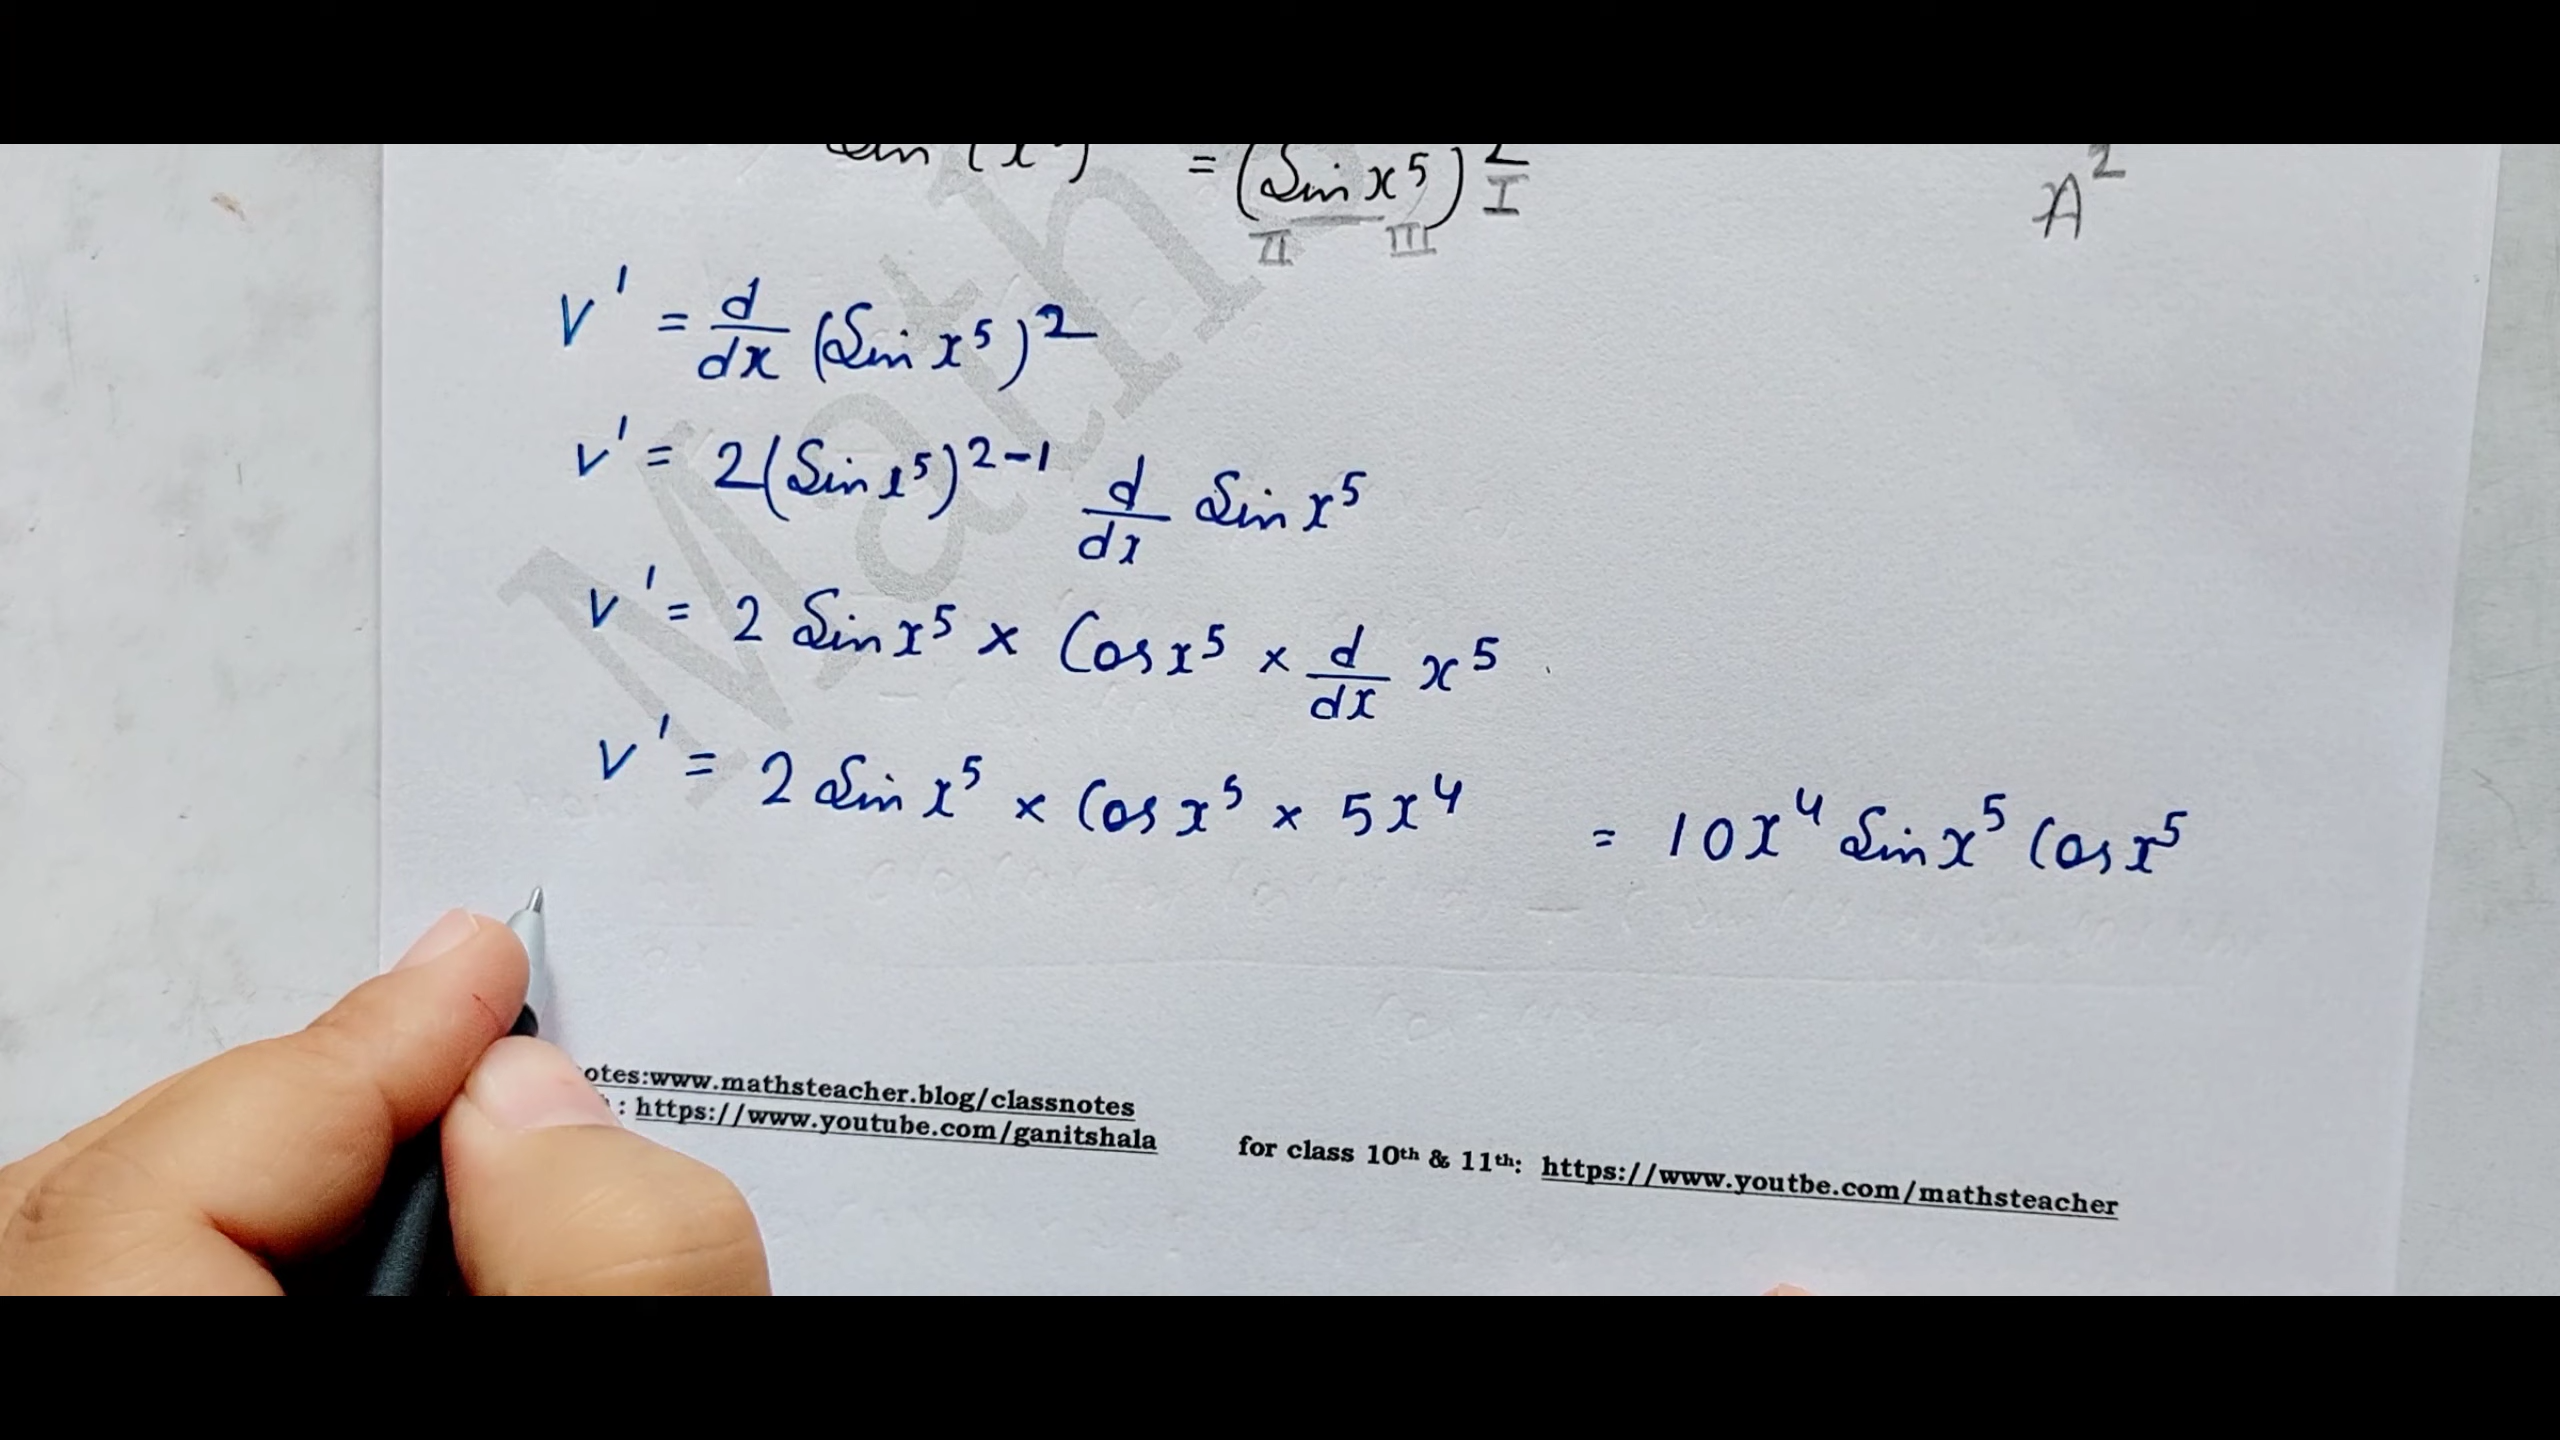 = (Sin x⁵)² A²
II III I
v' = d/dx (Sin x⁵)²
v' = 2(Sin x⁵)²⁻¹ d/dx Sin x⁵
v' = 2 Sin x⁵ × Cos x⁵ × d/dx x⁵
v' = 2 Sin x⁵ × Cos x⁵ × 5x⁴ = 10x⁴ Sin x⁵ Cos x⁵
Math
otes:www.mathsteacher.blog/classnotes
: https://www.youtube.com/ganitshala
for class 10th & 11th: https://www.youtbe.com/mathsteacher